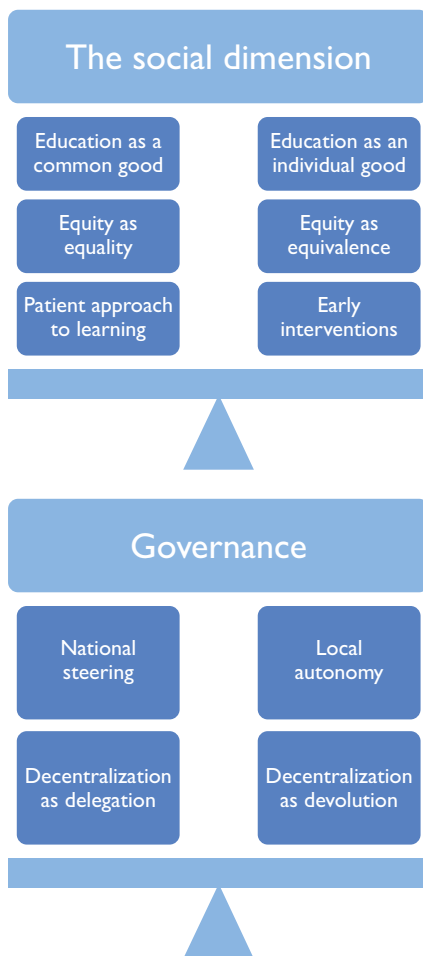 The social dimension
Education as a
common good
Education as an
individual good
Equity as
equality
Equity as
equivalence
Patient approach
to learning
Early
interventions
Governance
National
steering
Local
autonomy
Decentralization
as delegation
Decentralization
as devolution